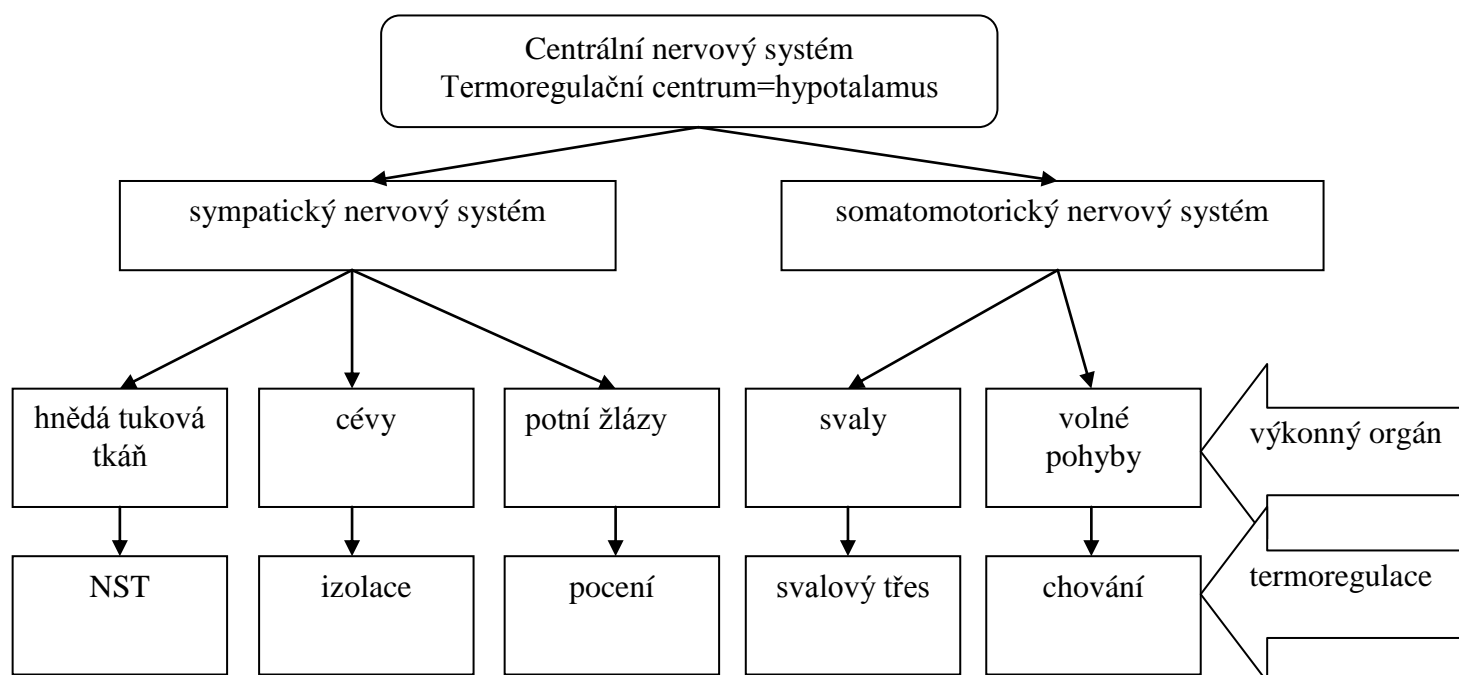 Centrální nervový systém
Termoregulační centrum=hypotalamus
sympatický nervový systém
somatomotorický nervový systém
hnědá tuková
tkáň
cévy
potní žlázy
svaly
volné
pohyby
výkonný orgán
NST
izolace
pocení
svalový třes
chování
termoregulace